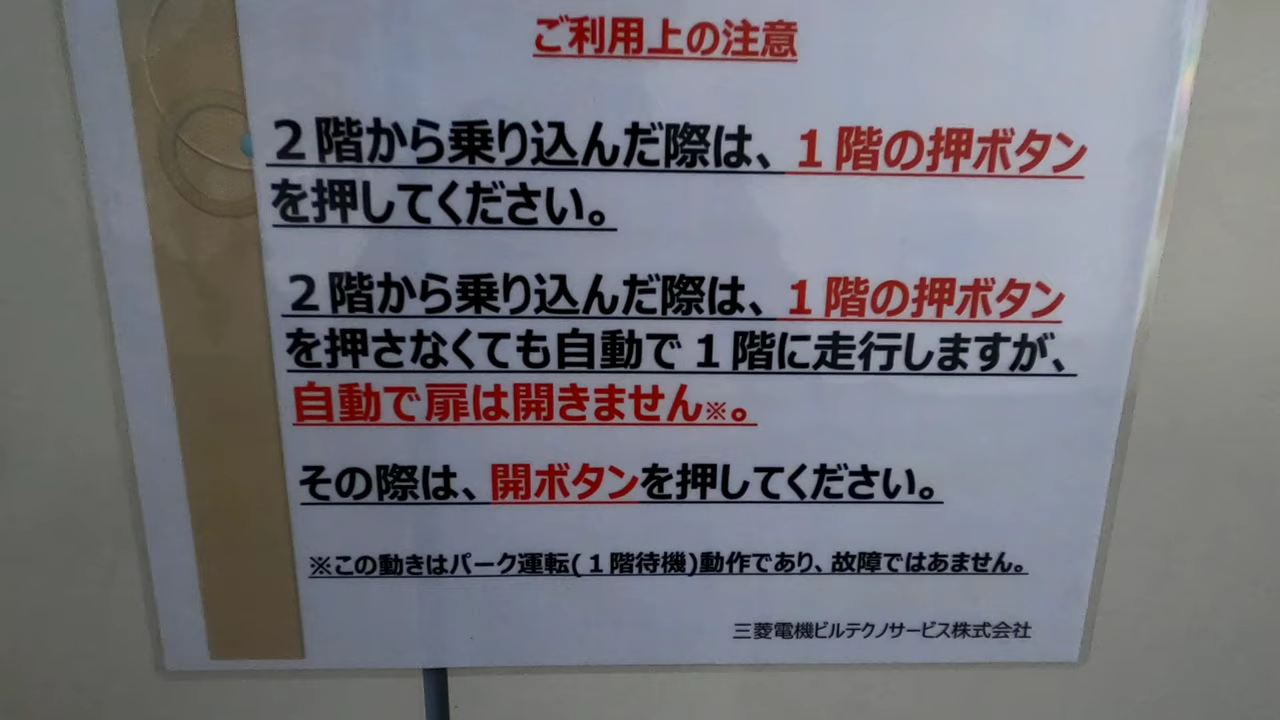 ご利用上の注意
２階から乗り込んだ際は、１階の押ボタン
を押してください。
２階から乗り込んだ際は、１階の押ボタン
を押さなくても自動で１階に走行しますが、
自動で扉は開きません※。
その際は、開ボタンを押してください。
※この動きはパーク運転(１階待機)動作であり、故障ではあません。
三菱電機ビルテクノサービス株式会社